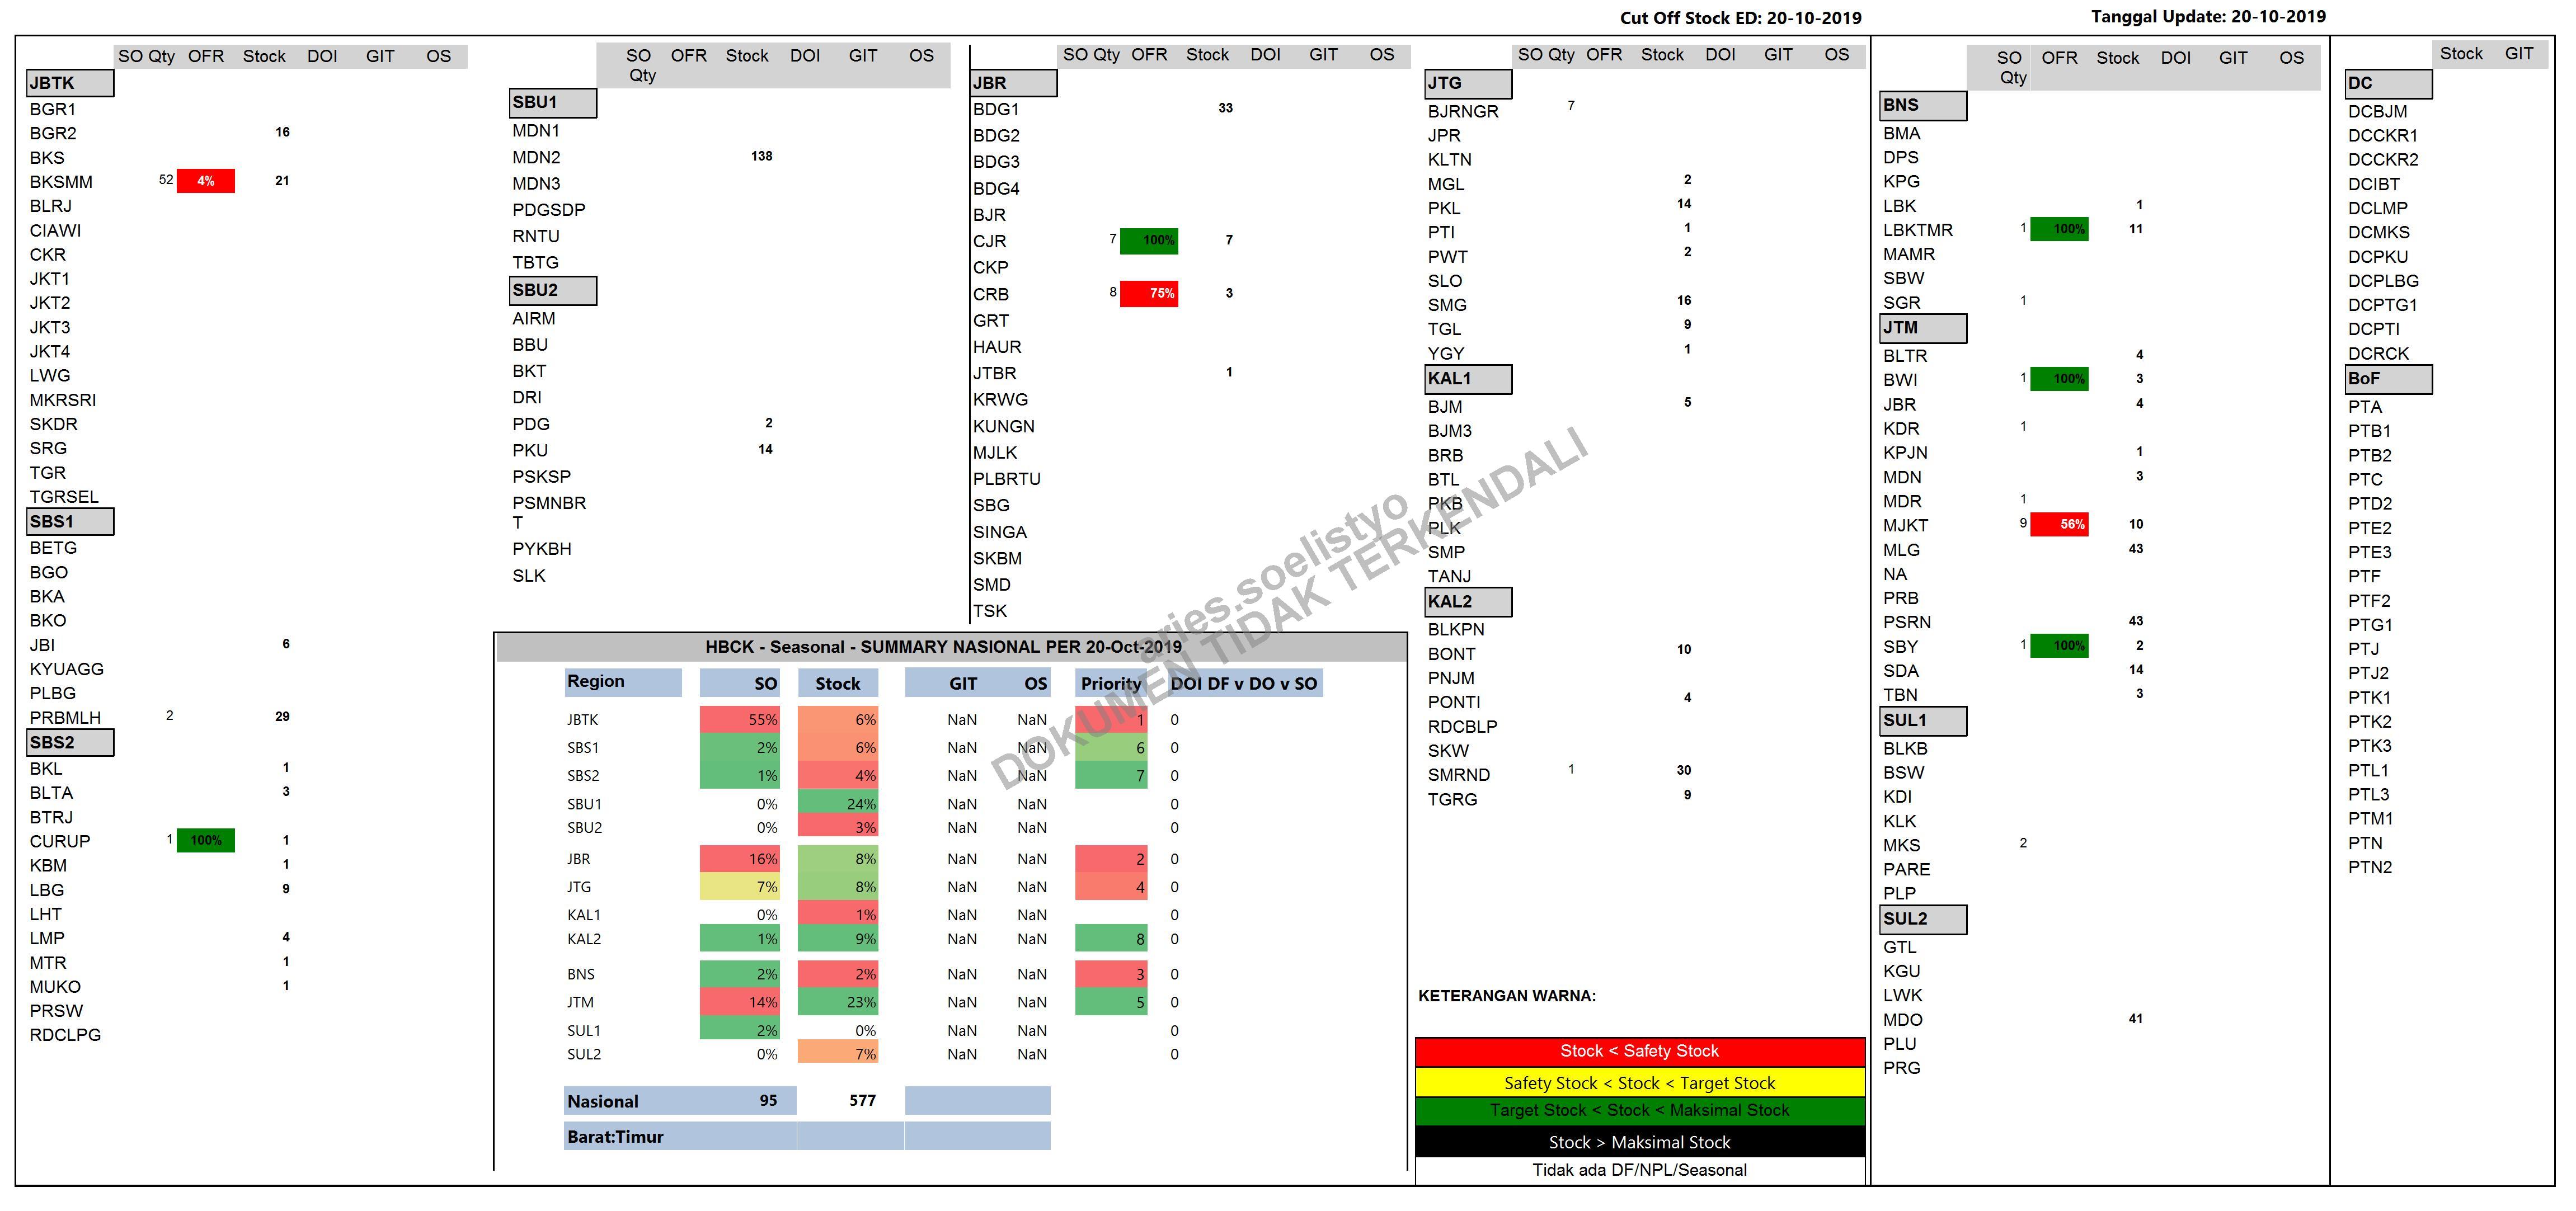 Cut Off Stock ED: 20-10-2019
Tanggal Update: 20-10-2019
SO Qty OFR Stock DOI GIT OS
JBTK
BGR1
BGR2 16
BKS
BKSMM 52 4% 21
BLRJ
CIAWI
CKR
JKT1
JKT2
JKT3
JKT4
LWG
MKRSRI
SKDR
SRG
TGR
TGRSEL
SBS1
BETG
BGO
BKA
BKO
JBI 6
KYUAGG
PLBG
PRBMLH 2 29
SBS2
BKL 1
BLTA 3
BTRJ
CURUP 1 100% 1
KBM 1
LBG 9
LHT
LMP 4
MTR 1
MUKO 1
PRSW
RDCLPG
SO OFR Stock DOI GIT OS
Qty
SBU1
MDN1
MDN2 138
MDN3
PDGSDP
RNTU
TBTG
SBU2
AIRM
BBU
BKT
DRI
PDG 2
PKU 14
PSKSP
PSMNBR
T
PYKBH
SLK
SO Qty OFR Stock DOI GIT OS
JBR
BDG1 33
BDG2
BDG3
BDG4
BJR
CJR 7 100% 7
CKP
CRB 8 75% 3
GRT
HAUR
JTBR 1
KRWG
KUNGN
MJLK
PLBRTU
SBG
SINGA
SKBM
SMD
TSK
HBCK - Seasonal - SUMMARY NASIONAL PER 20-Oct-2019
Region SO Stock GIT OS Priority DOI DF v DO v SO
JBTK 55% 6% NaN NaN 1 0
SBS1 2% 6% NaN NaN 6 0
SBS2 1% 4% NaN NaN 7 0
SBU1 0% 24% NaN NaN 0
SBU2 0% 3% NaN NaN 0
JBR 16% 8% NaN NaN 2 0
JTG 7% 8% NaN NaN 4 0
KAL1 0% 1% NaN NaN 0
KAL2 1% 9% NaN NaN 8 0
BNS 2% 2% NaN NaN 3 0
JTM 14% 23% NaN NaN 5 0
SUL1 2% 0% NaN NaN 0
SUL2 0% 7% NaN NaN 0
Nasional 95 577
Barat:Timur
aries.soelistyo
DOKUMEN TIDAK TERKENDALI
SO Qty OFR Stock DOI GIT OS
JTG
BJRNGR 7
JPR
KLTN
MGL 2
PKL 14
PTI 1
PWT 2
SLO
SMG 16
TGL 9
YGY 1
KAL1
BJM 5
BJM3
BRB
BTL
PKB
PLK
SMP
TANJ
KAL2
BLKPN
BONT 10
PNJM
PONTI 4
RDCBLP
SKW
SMRND 1 30
TGRG 9
KETERANGAN WARNA:
Stock < Safety Stock
Safety Stock < Stock < Target Stock
Target Stock < Stock < Maksimal Stock
Stock > Maksimal Stock
Tidak ada DF/NPL/Seasonal
SO OFR Stock DOI GIT OS
Qty
BNS
BMA
DPS
KPG
LBK 1
LBKTMR 1 100% 11
MAMR
SBW
SGR 1
JTM
BLTR 4
BWI 1 100% 3
JBR 4
KDR 1
KPJN 1
MDN 3
MDR 1
MJKT 9 56% 10
MLG 43
NA
PRB
PSRN 43
SBY 1 100% 2
SDA 14
TBN 3
SUL1
BLKB
BSW
KDI
KLK
MKS 2
PARE
PLP
SUL2
GTL
KGU
LWK
MDO 41
PLU
PRG
Stock GIT
DC
DCBJM
DCCKR1
DCCKR2
DCIBT
DCLMP
DCMKS
DCPKU
DCPLBG
DCPTG1
DCPTI
DCRCK
BoF
PTA
PTB1
PTB2
PTC
PTD2
PTE2
PTE3
PTF
PTF2
PTG1
PTJ
PTJ2
PTK1
PTK2
PTK3
PTL1
PTL3
PTM1
PTN
PTN2